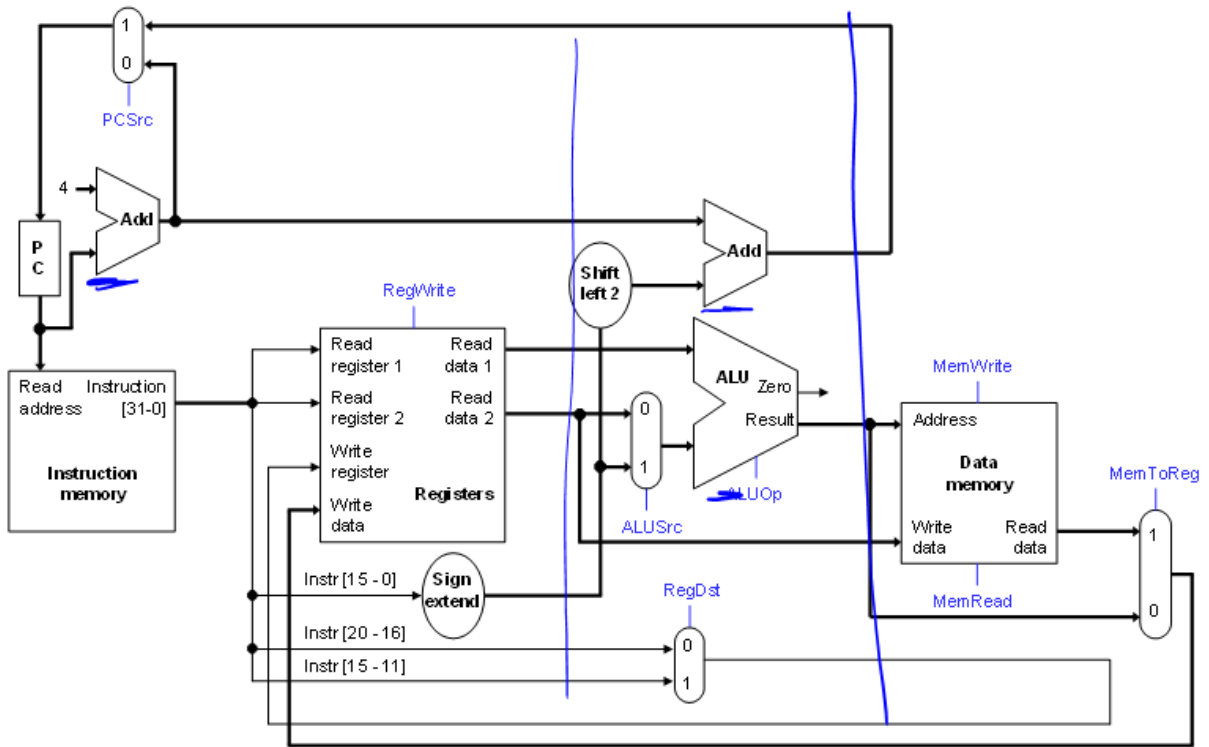 1
0
PCSrc
4
Add
P
C
Add
Shift
left 2
RegWrite
Read
register 1
Read
data 1
Read
register 2
Read
data 2
Write
register
Write
data
Registers
Read
address
Instruction
[31-0]
Instruction
memory
ALU
Zero
Result
ALUOp
0
1
ALUSrc
MemWrite
Address
Data
memory
Write
data
Read
data
MemRead
MemToReg
1
0
Instr [15 - 0]
Sign
extend
RegDst
Instr [20 - 16]
0
Instr [15 - 11]
1